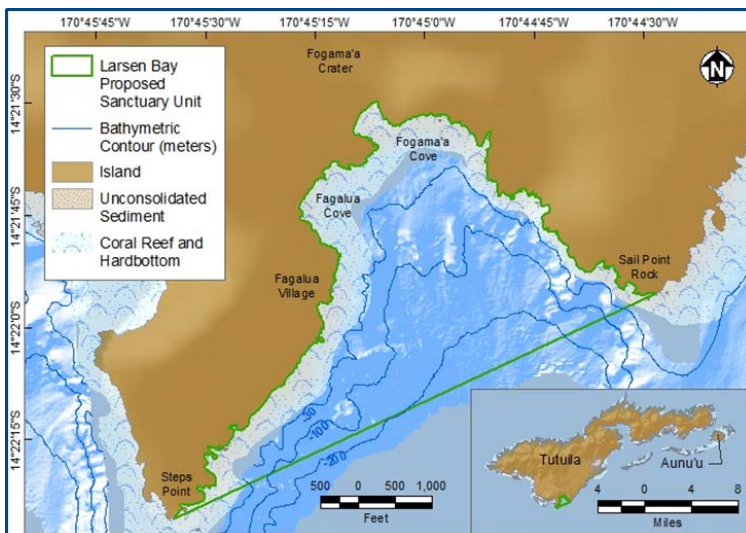 170°45'45"W
170°45'30"W
170°45'15"W
170°45'0"W
170°44'45"W
170°44'30"W
14°21'30"S
14°21'45"S
14°22'0"S
14°22'15"S
Larsen Bay
Proposed
Sanctuary Unit
Bathymetric
Contour (meters)
Island
Unconsolidated
Sediment
Coral Reef and
Hardbottom
Fogama'a
Crater
N
Fogama'a
Cove
Fagalua
Cove
Sail Point
Rock
Fagalua
Village
Steps
Point
500 0 500 1,000
Feet
Tutuila
Aunu'u
4 0 4 8
Miles